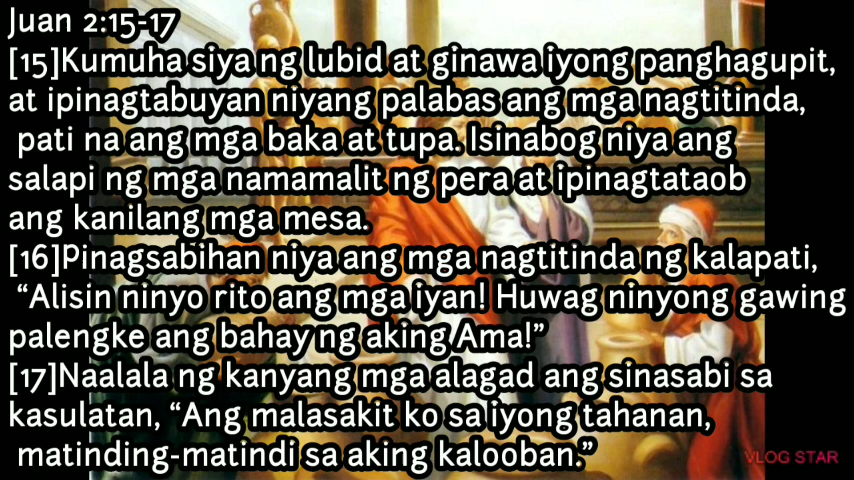 Juan 2:15-17
[15]Kumuha siya ng lubid at ginawa iyong panghagupit,
at ipinagtabuyan niyang palabas ang mga nagtitinda,
pati na ang mga baka at tupa. Isinabog niya ang
salapi ng mga namamalit ng pera at ipinagtataob
ang kanilang mga mesa.
[16]Pinagsabihan niya ang mga nagtitinda ng kalapati,
“Alisin ninyo rito ang mga iyan! Huwag ninyong gawing
palengke ang bahay ng aking Ama!”
[17]Naalala ng kanyang mga alagad ang sinasabi sa
kasulatan, “Ang malasakit ko sa iyong tahanan,
matinding-matindi sa aking kalooban.”
VLOG STAR